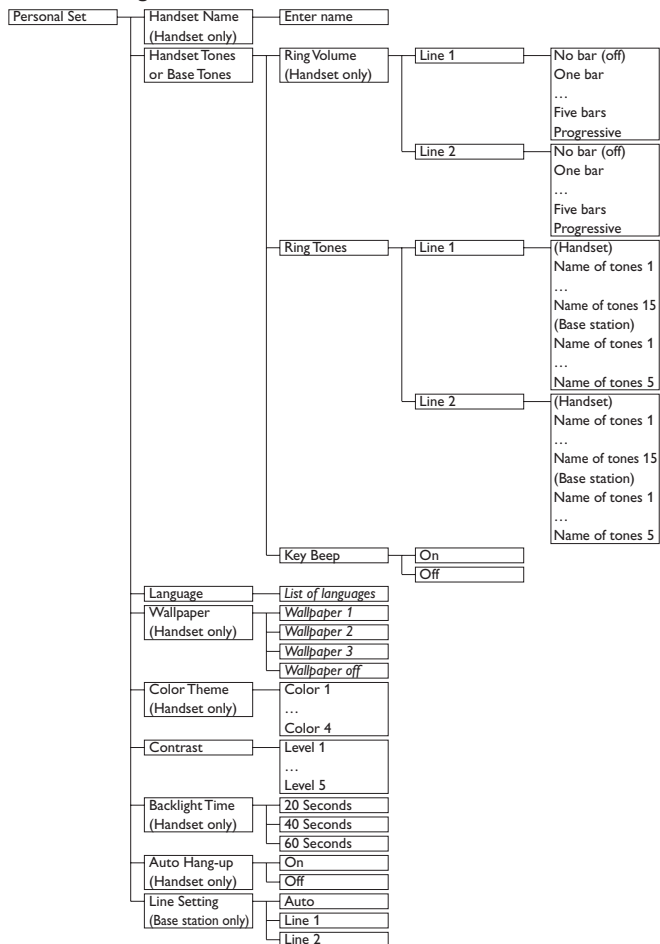 Personal Set
Handset Name
(Handset only)
Enter name
Handset Tones
or Base Tones
Ring Volume
(Handset only)
Line 1
No bar (off)
One bar
…
Five bars
Progressive
Line 2
No bar (off)
One bar
…
Five bars
Progressive
Ring Tones
Line 1
(Handset)
Name of tones 1
…
Name of tones 15
(Base station)
Name of tones 1
…
Name of tones 5
Line 2
(Handset)
Name of tones 1
…
Name of tones 15
(Base station)
Name of tones 1
…
Name of tones 5
Key Beep
On
Off
Language
List of languages
Wallpaper
(Handset only)
Wallpaper 1
Wallpaper 2
Wallpaper 3
Wallpaper off
Color Theme
(Handset only)
Color 1
…
Color 4
Contrast
Level 1
…
Level 5
Backlight Time
(Handset only)
20 Seconds
40 Seconds
60 Seconds
Auto Hang-up
(Handset only)
On
Off
Line Setting
(Base station only)
Auto
Line 1
Line 2